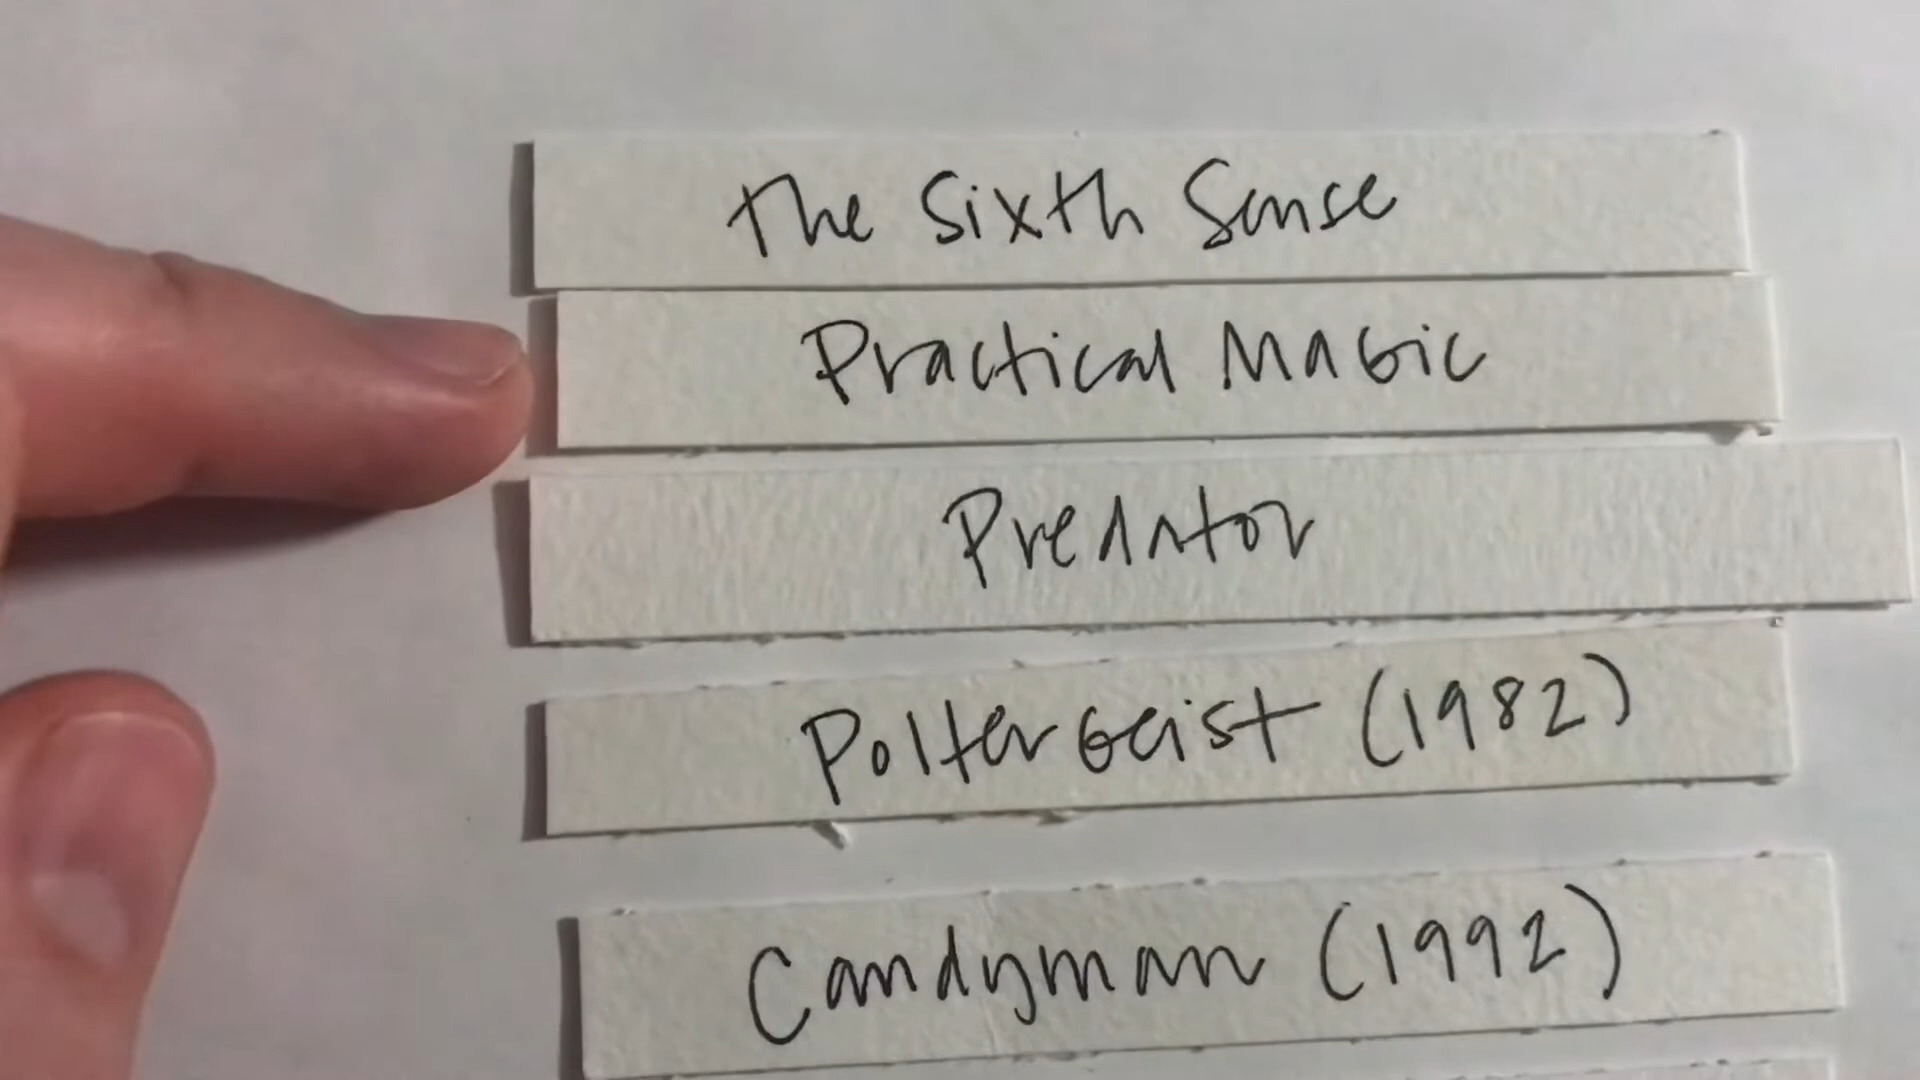 The Sixth Sense
Practical Magic
Predator
Poltergeist (1982)
Candyman (1992)